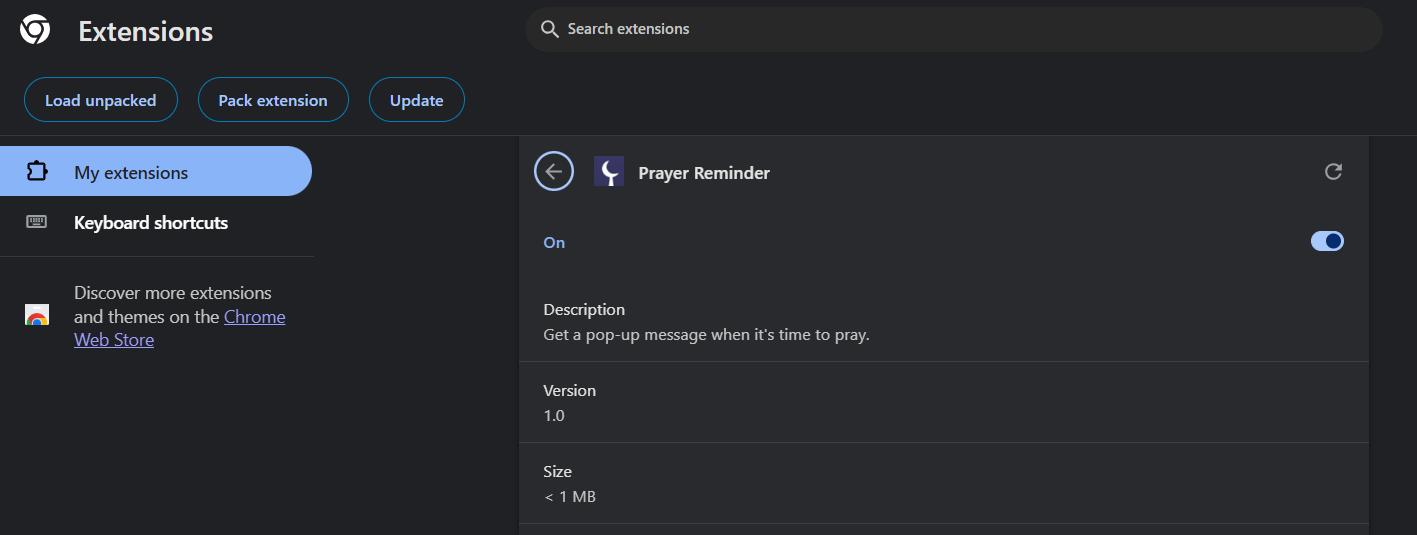 Extensions
Search extensions
Load unpacked
Pack extension
Update
My extensions
Keyboard shortcuts
Discover more extensions
and themes on the Chrome
Web Store
Prayer Reminder
On
Description
Get a pop-up message when it's time to pray.
Version
1.0
Size
< 1 MB